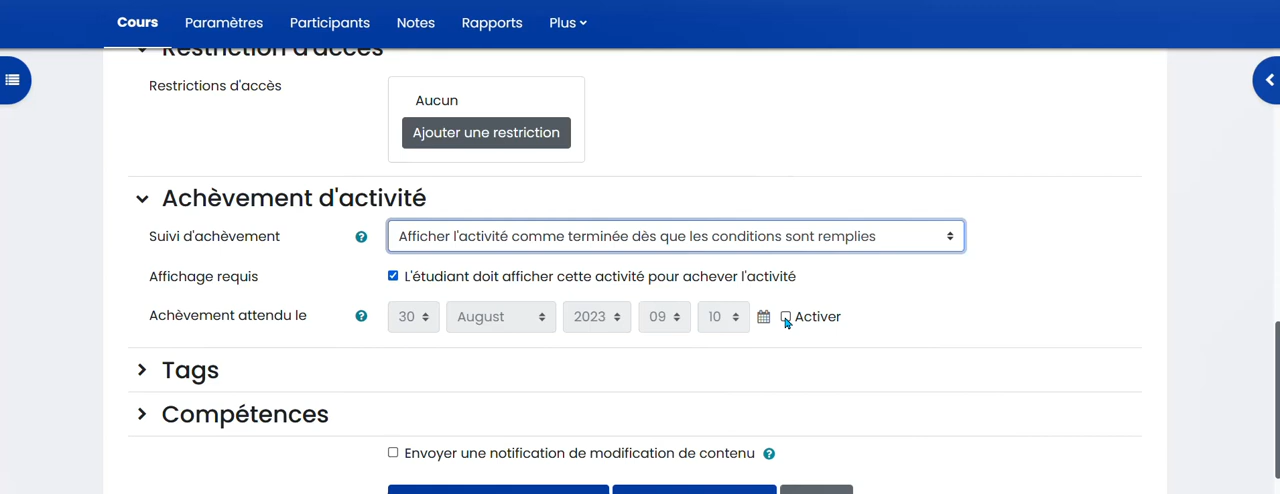 Cours Paramètres Participants Notes Rapports Plus
Restriction d'accès
Restrictions d'accès
Aucun
Ajouter une restriction
Achèvement d'activité
Suivi d'achèvement ? Afficher l'activité comme terminée dès que les conditions sont remplies
Affichage requis L'étudiant doit afficher cette activité pour achever l'activité
Achèvement attendu le ? 30 August 2023 09 10 Activer
Tags
Compétences
Envoyer une notification de modification de contenu ?